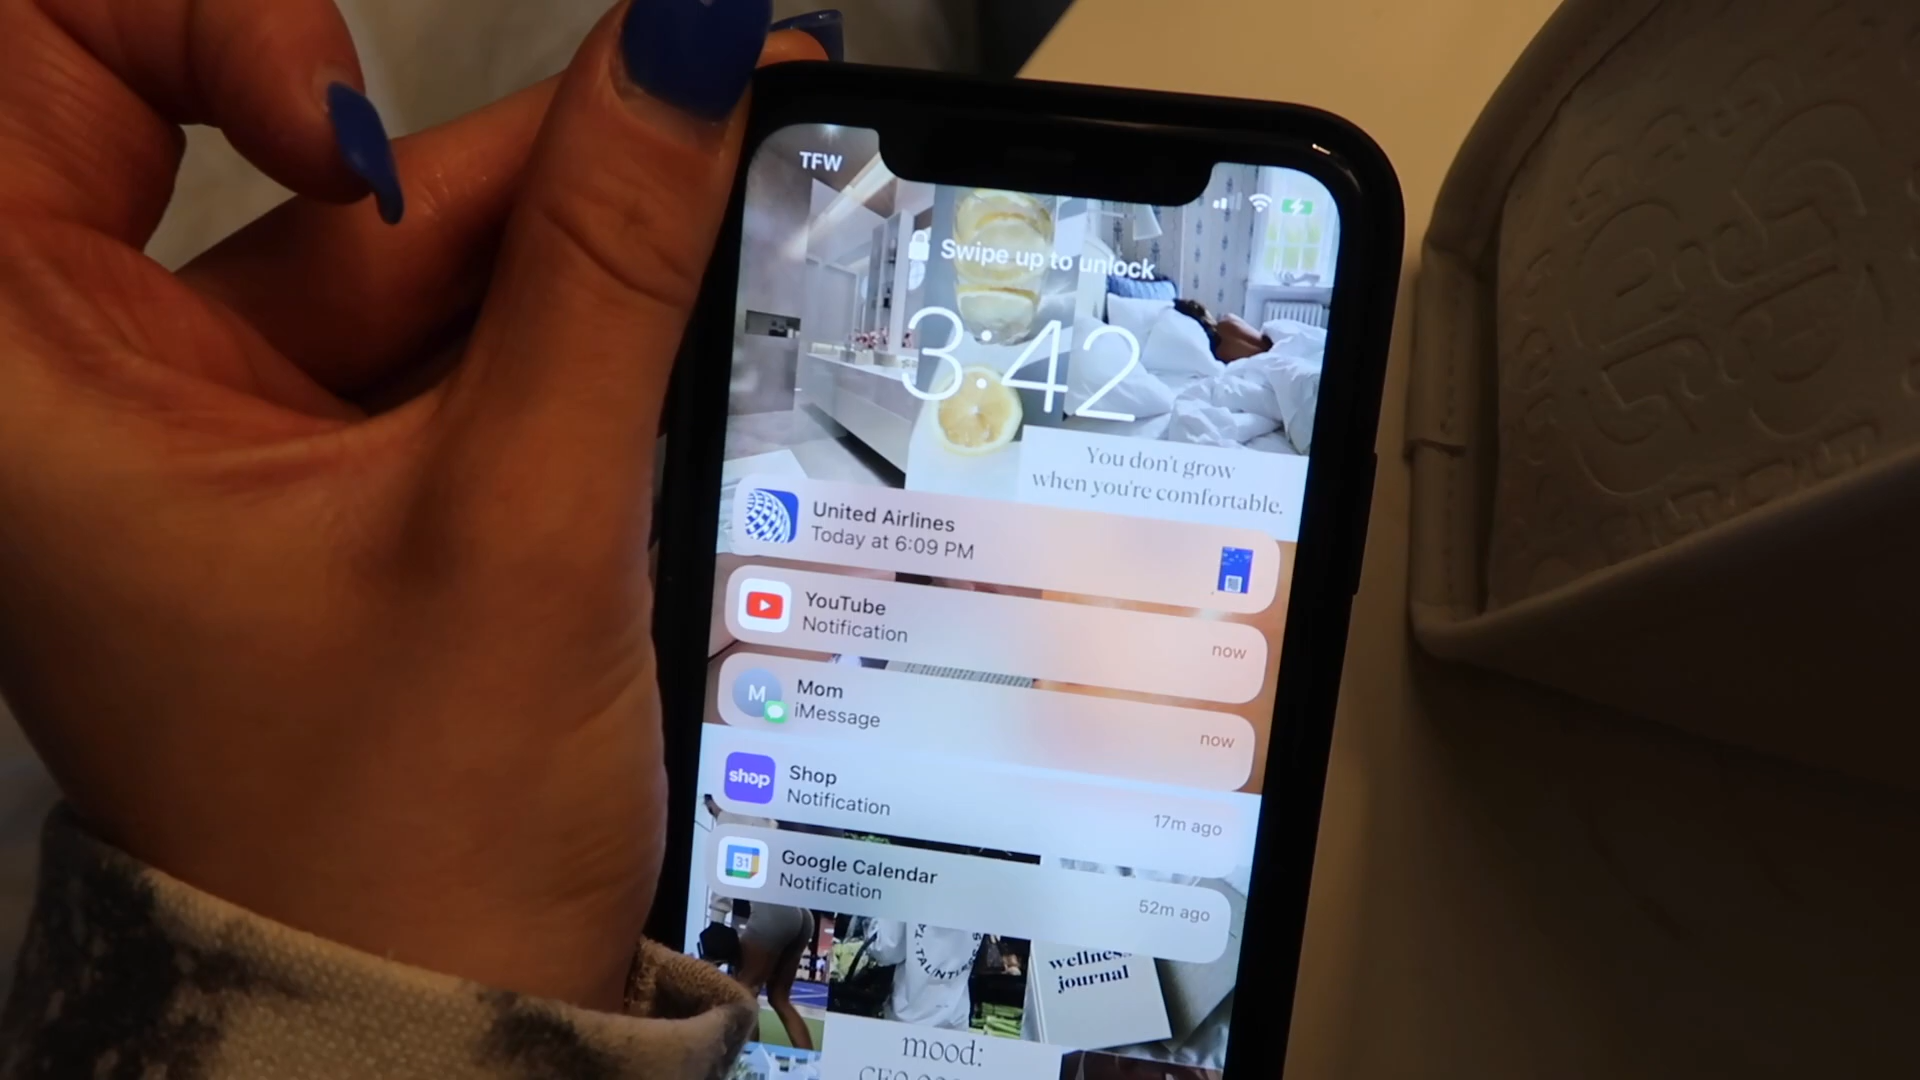 TFW
Swipe up to unlock
3:42
You don't grow
when you're comfortable.
United Airlines
Today at 6:09 PM
YouTube
Notification
now
M
Mom
iMessage
now
shop
Shop
Notification
17m ago
31
Google Calendar
Notification
52m ago
wellness
journal
mood: